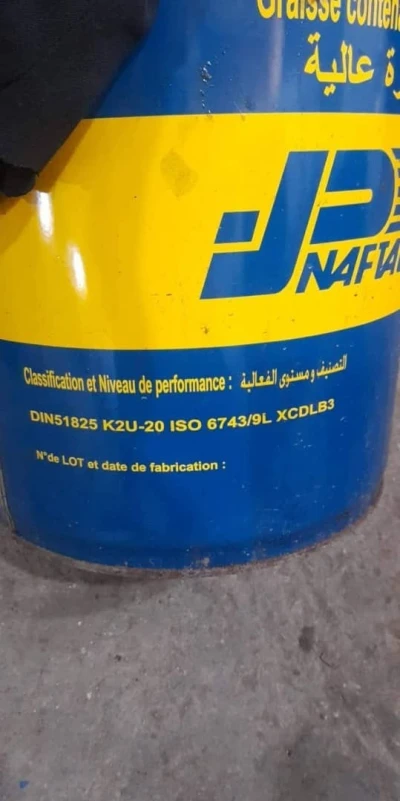 Graisse
عالية
NAFTAL
Classification et Niveau de performance : التصنيف ومستوى الفعالية
DIN51825 K2U-20 ISO 6743/9L XCDLB3
N°de LOT et date de fabrication :